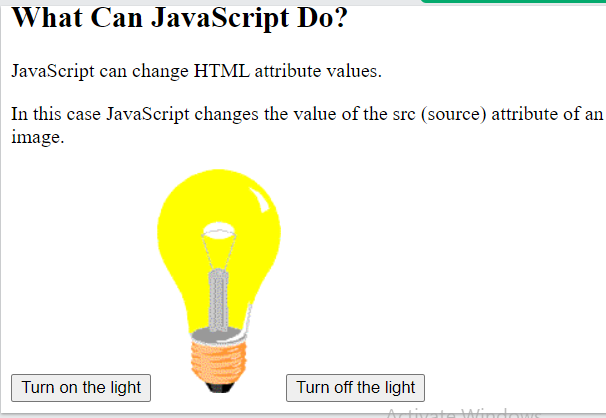 What Can JavaScript Do?
JavaScript can change HTML attribute values.
In this case JavaScript changes the value of the src (source) attribute of an
image.
Turn on the light Turn off the light
Activate Windows